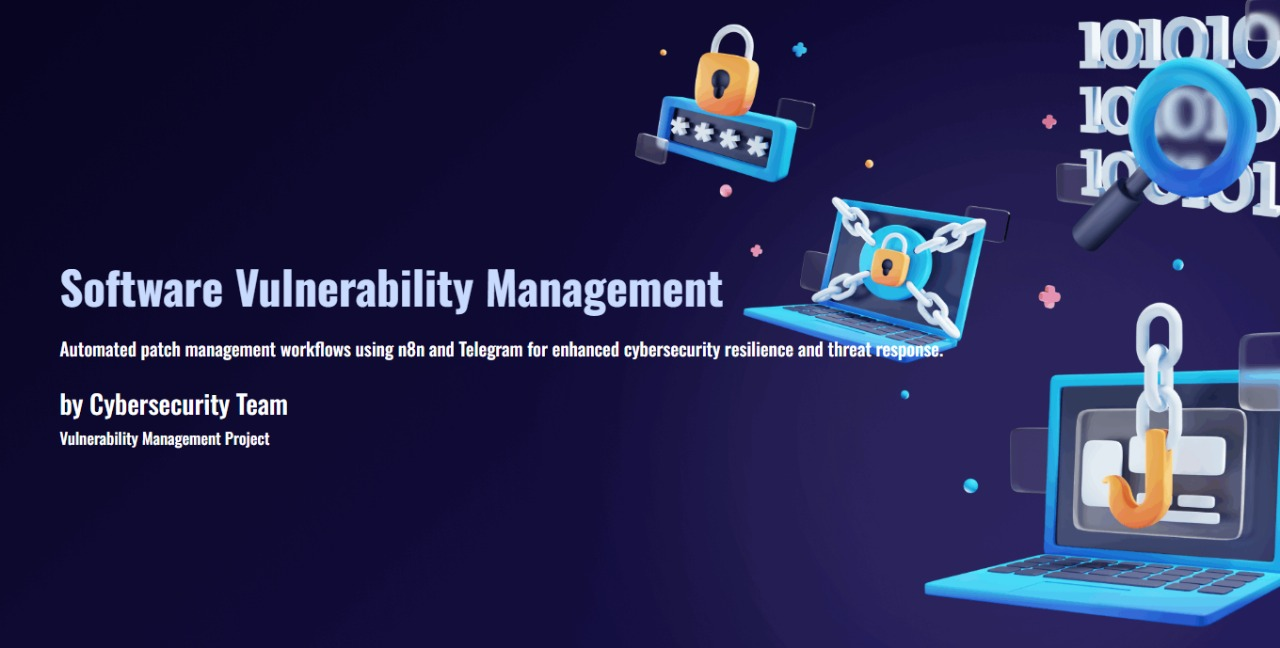 Software Vulnerability Management
Automated patch management workflows using n8n and Telegram for enhanced cybersecurity resilience and threat response.
by Cybersecurity Team
Vulnerability Management Project
101010
****